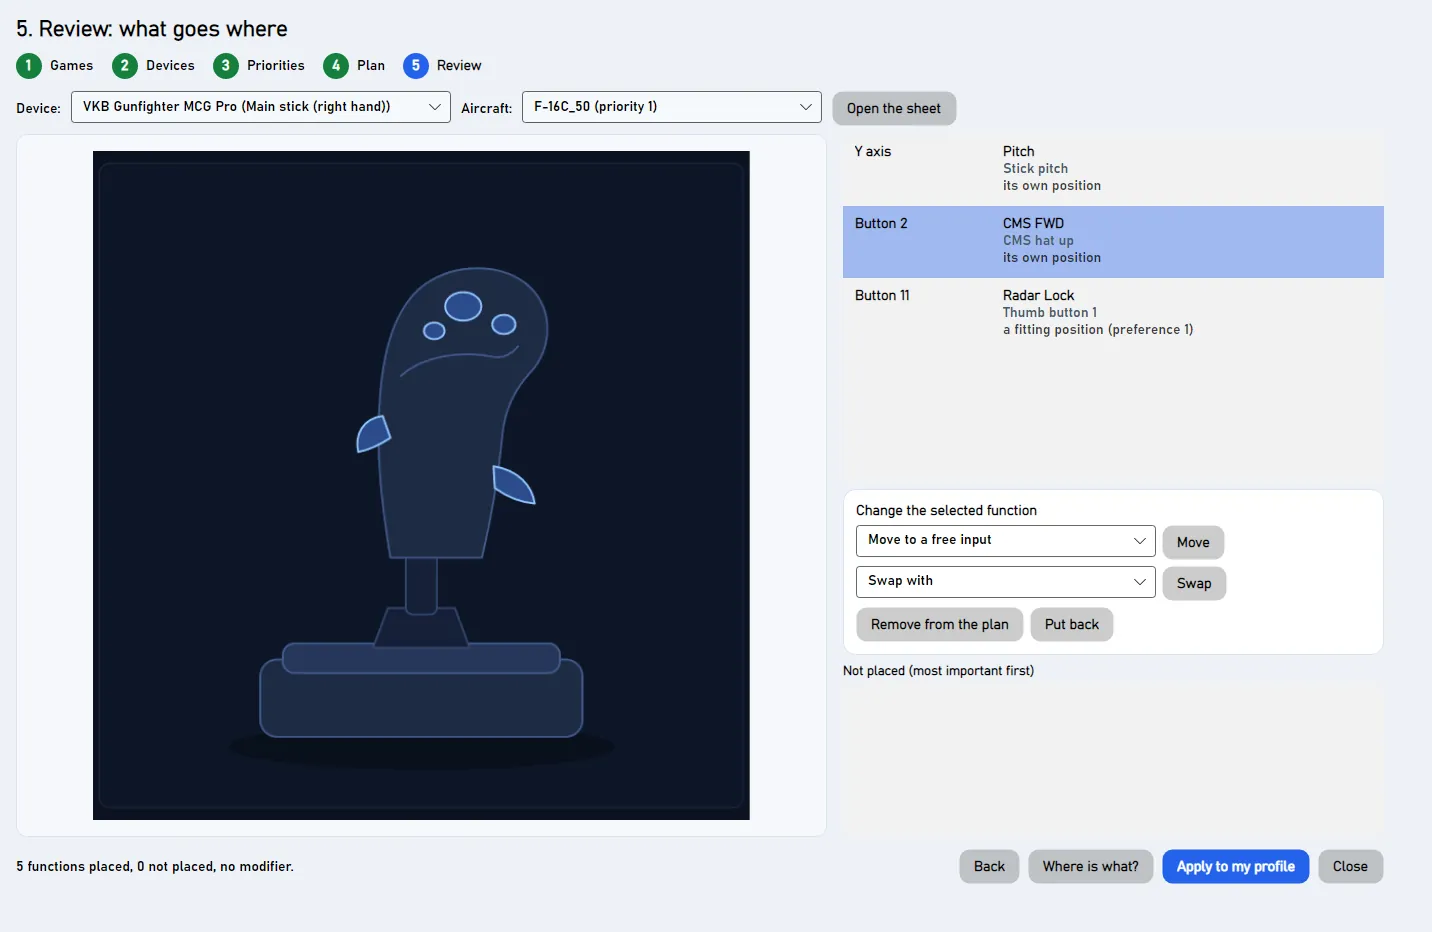 5. Review: what goes where
1 Games 2 Devices 3 Priorities 4 Plan 5 Review
Device: VKB Gunfighter MCG Pro (Main stick (right hand)) Aircraft: F-16C_50 (priority 1) Open the sheet
Y axis Pitch
Stick pitch
its own position
Button 2 CMS FWD
CMS hat up
its own position
Button 11 Radar Lock
Thumb button 1
a fitting position (preference 1)
Change the selected function
Move to a free input Move
Swap with Swap
Remove from the plan Put back
Not placed (most important first)
5 functions placed, 0 not placed, no modifier. Back Where is what? Apply to my profile Close